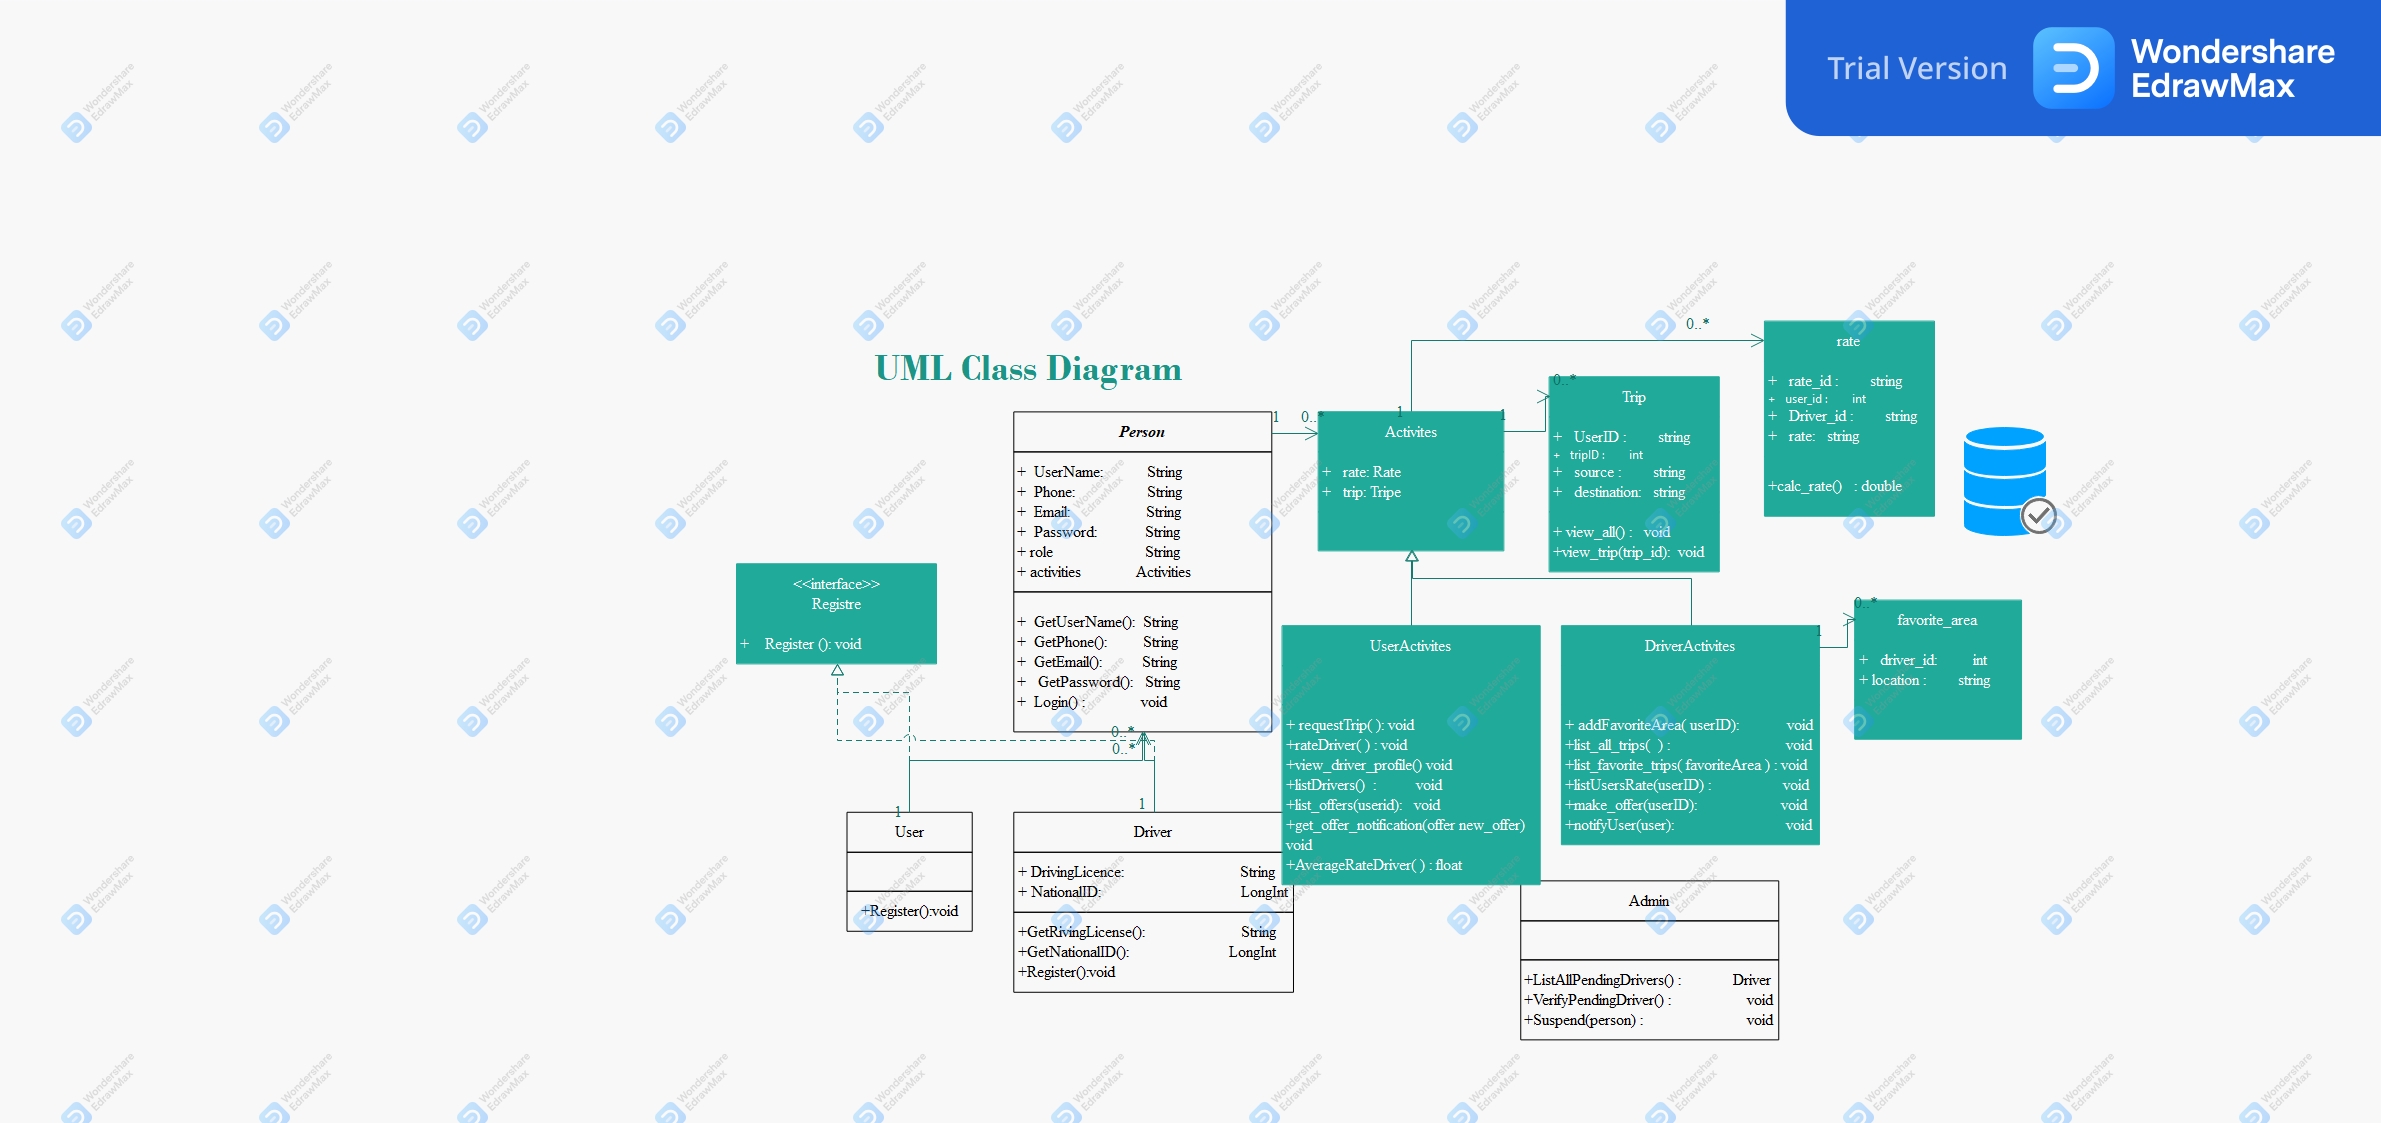 Trial Version
Wondershare
EdrawMax
UML Class Diagram
Person
+ UserName: String
+ Phone: String
+ Email: String
+ Password: String
+ role String
+ activities Activities
+ GetUserName(): String
+ GetPhone(): String
+ GetEmail(): String
+ GetPassword(): String
+ Login() : void
1
0..*
Activites
+ rate: Rate
+ trip: Tripe
1
1
0..*
Trip
+ UserID : string
+ tripID : int
+ source : string
+ destination: string
+ view_all() : void
+view_trip(trip_id): void
0..*
rate
+ rate_id : string
+ user_id : int
+ Driver_id : string
+ rate: string
+calc_rate() : double
<<interface>>
Registre
+ Register (): void
0..*
0..*
1
1
User
+Register():void
Driver
+ DrivingLicence: String
+ NationalID: LongInt
+GetRivingLicense(): String
+GetNationalID(): LongInt
+Register():void
UserActivites
+ requestTrip( ): void
+rateDriver( ) : void
+view_driver_profile() void
+listDrivers() : void
+list_offers(userid): void
+get_offer_notification(offer new_offer)
void
+AverageRateDriver( ) : float
DriverActivites
+ addFavoriteArea( userID): void
+list_all_trips( ) : void
+list_favorite_trips( favoriteArea ) : void
+listUsersRate(userID) : void
+make_offer(userID): void
+notifyUser(user): void
1
0..*
favorite_area
+ driver_id: int
+ location : string
Admin
+ListAllPendingDrivers() : Driver
+VerifyPendingDriver() : void
+Suspend(person) : void